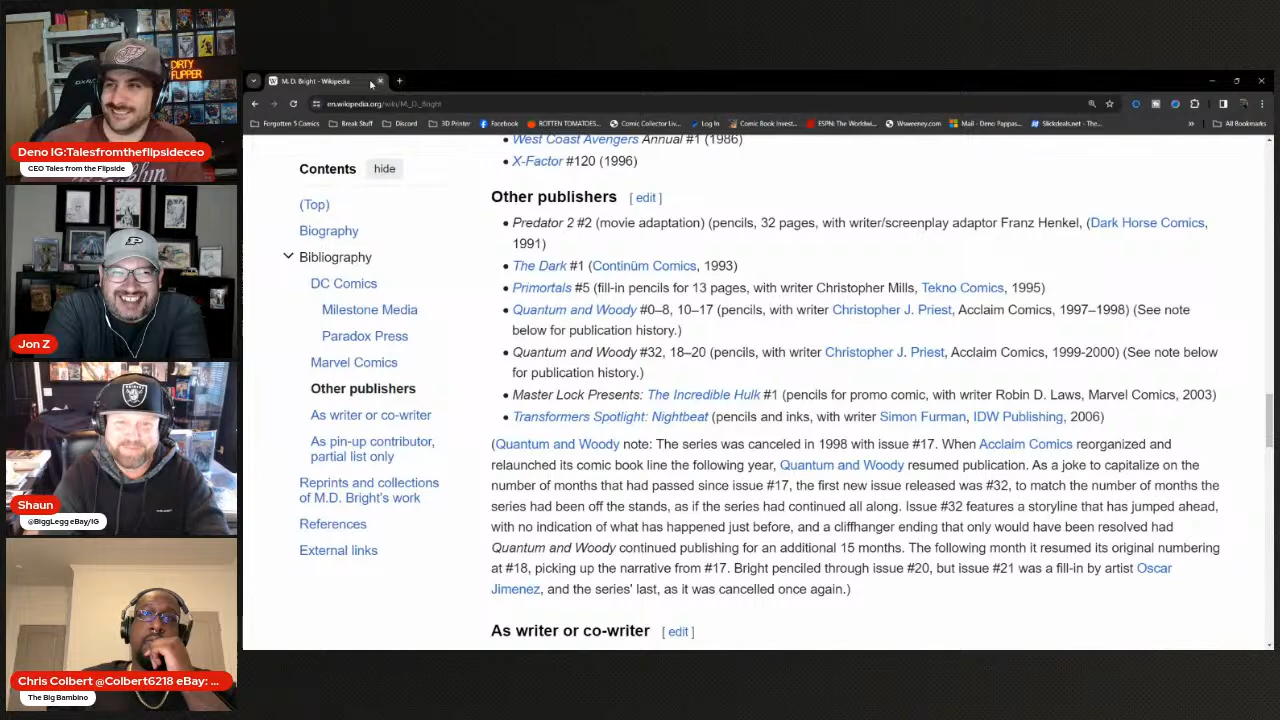 DIRTY
FLIPPER
Deno IG:Talesfromtheflipsideceo
CEO Tales from the Flipside
Jon Z
Shaun
@BiggLegg eBay/IG
Chris Colbert @Colbert6218 eBay: ...
The Big Bambino
M. D. Bright - Wikipedia
en.wikipedia.org/wiki/M._D._Bright
Forgotten 5 Comics
Break Stuff
Discord
3D Printer
Facebook
ROTTEN TOMATOES...
Comic Collector Liv...
Log In
Comic Book Invest...
ESPN: The Worldwi...
Wsweeney.com
Mail - Deno Pappas...
Slickdeals.net - The...
»
All Bookmarks
Contents hide
(Top)
Biography
Bibliography
DC Comics
Milestone Media
Paradox Press
Marvel Comics
Other publishers
As writer or co-writer
As pin-up contributor,
partial list only
Reprints and collections
of M.D. Bright's work
References
External links
West Coast Avengers Annual #1 (1986)
• X-Factor #120 (1996)
Other publishers [ edit ]
• Predator 2 #2 (movie adaptation) (pencils, 32 pages, with writer/screenplay adaptor Franz Henkel, (Dark Horse Comics,
1991)
• The Dark #1 (Continüm Comics, 1993)
• Primortals #5 (fill-in pencils for 13 pages, with writer Christopher Mills, Tekno Comics, 1995)
• Quantum and Woody #0–8, 10–17 (pencils, with writer Christopher J. Priest, Acclaim Comics, 1997–1998) (See note
below for publication history.)
• Quantum and Woody #32, 18–20 (pencils, with writer Christopher J. Priest, Acclaim Comics, 1999-2000) (See note below
for publication history.)
• Master Lock Presents: The Incredible Hulk #1 (pencils for promo comic, with writer Robin D. Laws, Marvel Comics, 2003)
• Transformers Spotlight: Nightbeat (pencils and inks, with writer Simon Furman, IDW Publishing, 2006)
(Quantum and Woody note: The series was canceled in 1998 with issue #17. When Acclaim Comics reorganized and
relaunched its comic book line the following year, Quantum and Woody resumed publication. As a joke to capitalize on the
number of months that had passed since issue #17, the first new issue released was #32, to match the number of months the
series had been off the stands, as if the series had continued all along. Issue #32 features a storyline that has jumped ahead,
with no indication of what has happened just before, and a cliffhanger ending that only would have been resolved had
Quantum and Woody continued publishing for an additional 15 months. The following month it resumed its original numbering
at #18, picking up the narrative from #17. Bright penciled through issue #20, but issue #21 was a fill-in by artist Oscar
Jimenez, and the series' last, as it was cancelled once again.)
As writer or co-writer [ edit ]